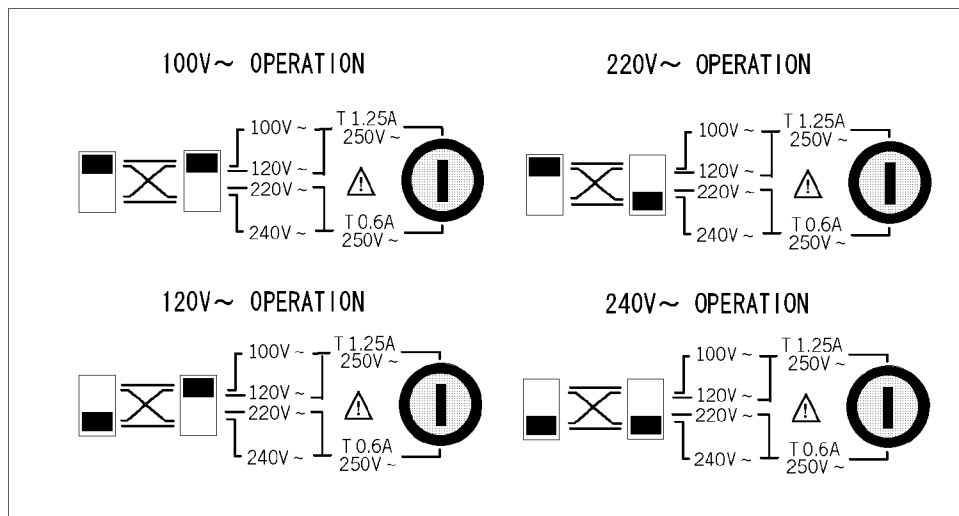 100V~ OPERATION
100V ~
120V ~
220V ~
240V ~
T 1.25A
250V ~
T 0.6A
250V ~
220V~ OPERATION
100V ~
120V ~
220V ~
240V ~
T 1.25A
250V ~
T 0.6A
250V ~
120V~ OPERATION
100V ~
120V ~
220V ~
240V ~
T 1.25A
250V ~
T 0.6A
250V ~
240V~ OPERATION
100V ~
120V ~
220V ~
240V ~
T 1.25A
250V ~
T 0.6A
250V ~